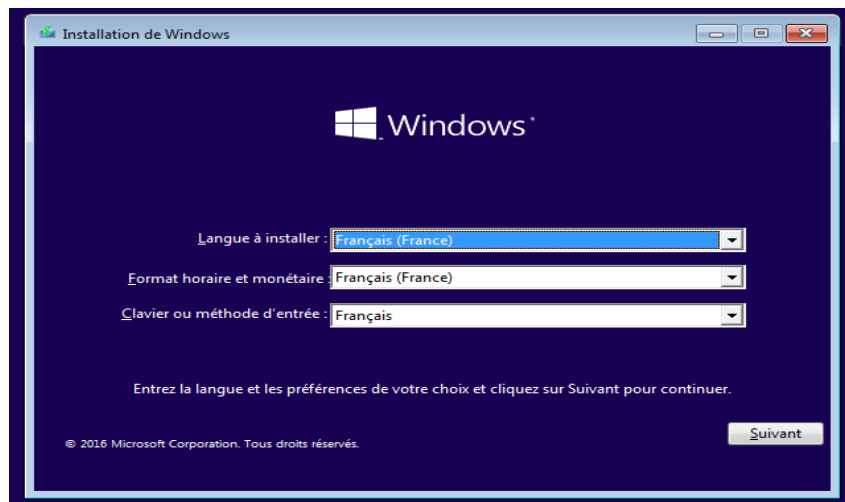 Installation de Windows
Windows
Langue à installer : Français (France)
Format horaire et monétaire : Français (France)
Clavier ou méthode d'entrée : Français
Entrez la langue et les préférences de votre choix et cliquez sur Suivant pour continuer.
Suivant
© 2016 Microsoft Corporation. Tous droits réservés.